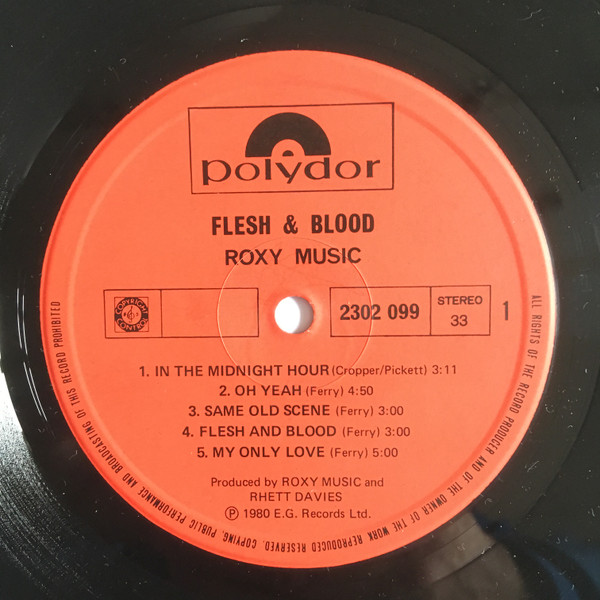 polydor
FLESH & BLOOD
ROXY MUSIC
COPYRIGHT CONTROL
2302 099
STEREO
33
1
1. IN THE MIDNIGHT HOUR (Cropper/Pickett) 3:11
2. OH YEAH (Ferry) 4:50
3. SAME OLD SCENE (Ferry) 3:00
4. FLESH AND BLOOD (Ferry) 3:00
5. MY ONLY LOVE (Ferry) 5:00
Produced by ROXY MUSIC and
RHETT DAVIES
℗ 1980 E.G. Records Ltd.
ALL RIGHTS OF THE RECORD PRODUCER AND OF THE OWNER OF THE WORK REPRODUCED RESERVED. COPYING, PUBLIC PERFORMANCE AND BROADCASTING OF THIS RECORD PROHIBITED